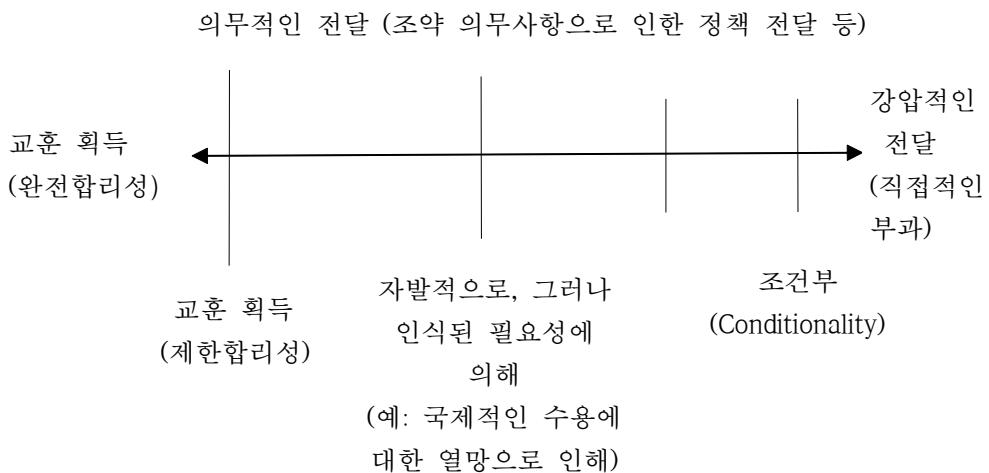 의무적인 전달 (조약 의무사항으로 인한 정책 전달 등)
교훈 획득
(완전합리성)
강압적인
전달
(직접적인
부과)
교훈 획득
(제한합리성)
자발적으로, 그러나
인식된 필요성에
의해
(예: 국제적인 수용에
대한 열망으로 인해)
조건부
(Conditionality)